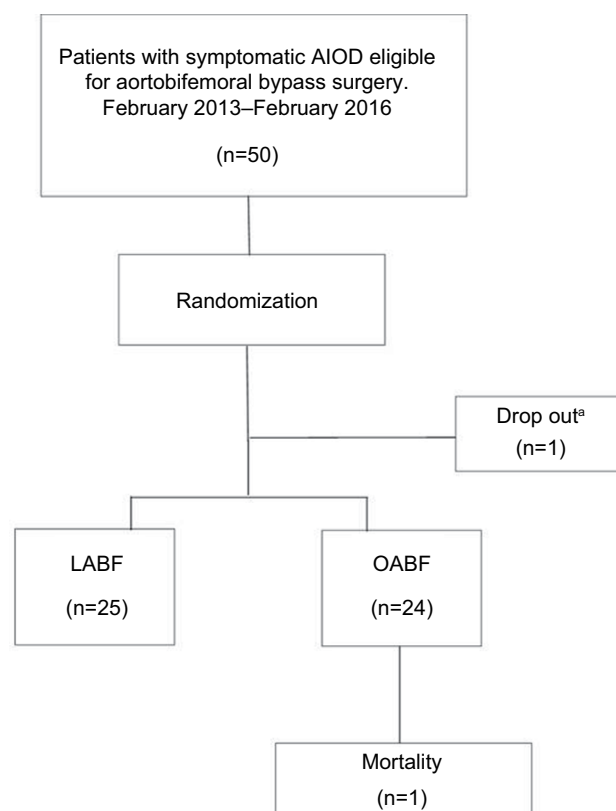 Patients with symptomatic AIOD eligible
for aortobifemoral bypass surgery.
February 2013–February 2016
(n=50)
Randomization
Drop outᵃ
(n=1)
LABF
(n=25)
OABF
(n=24)
Mortality
(n=1)